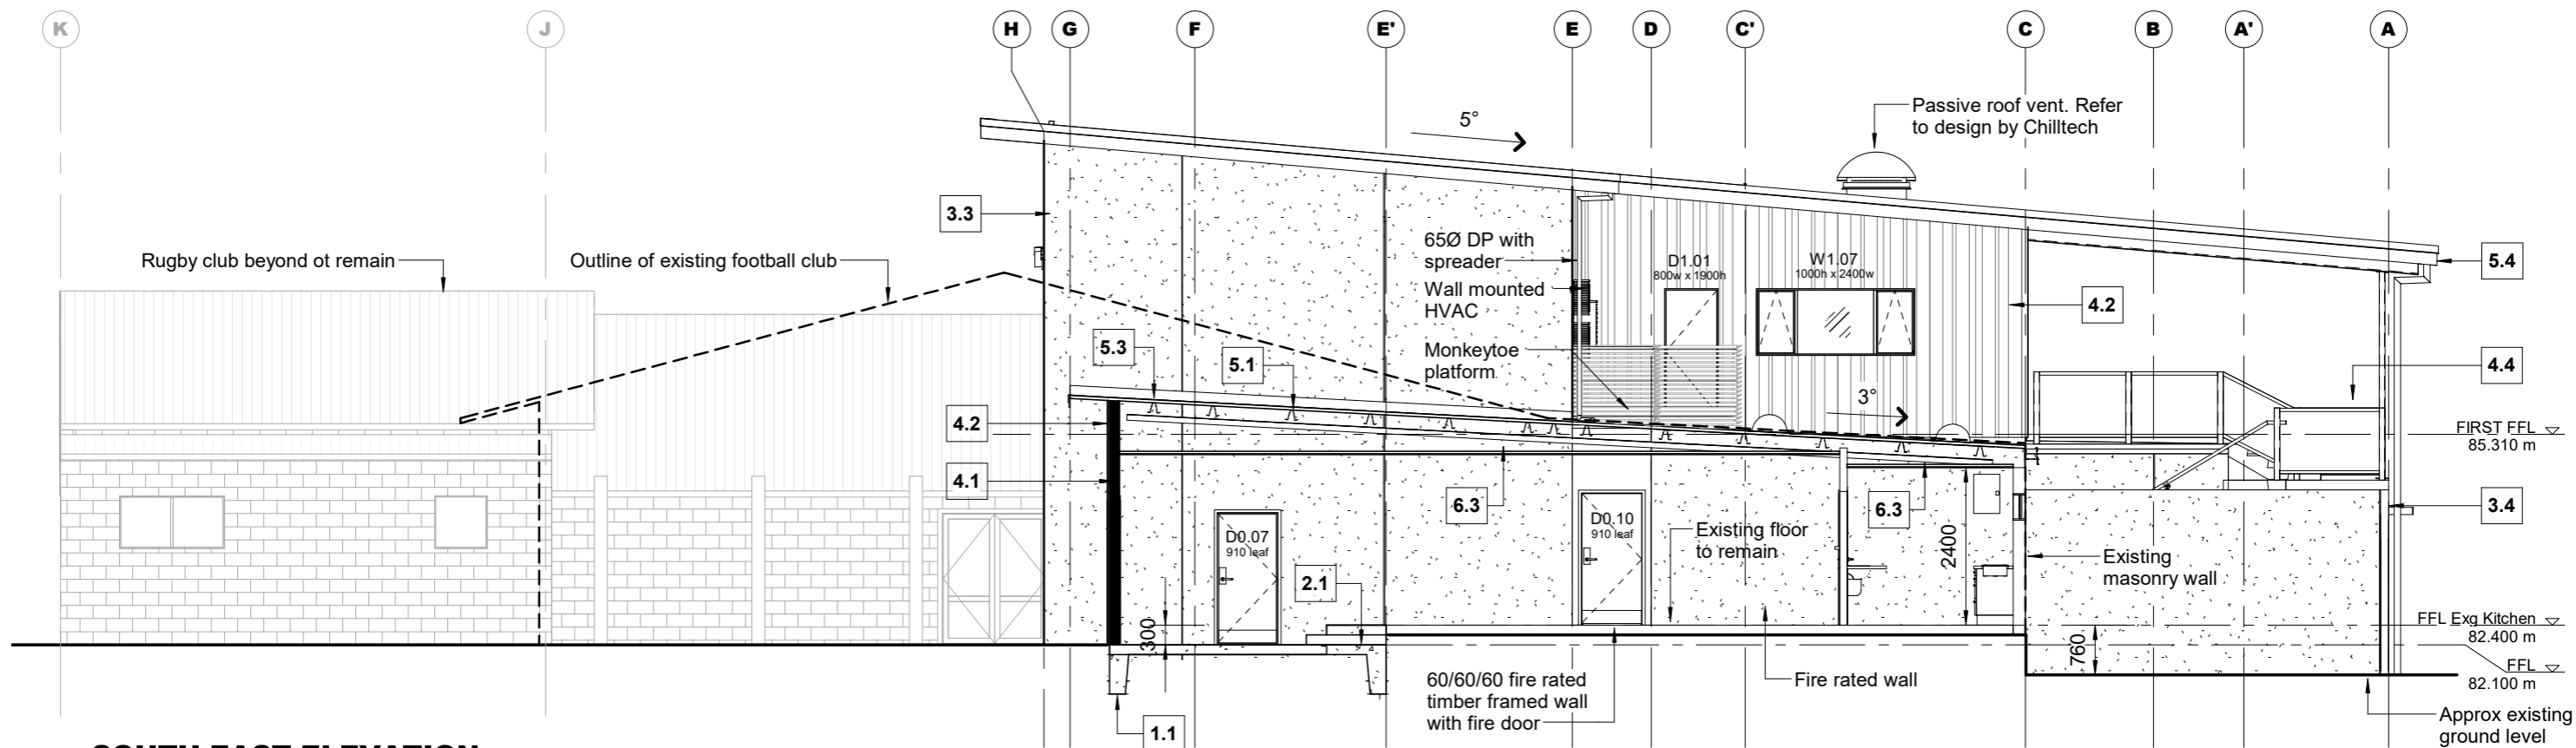 K
J
H
G
F
E'
E
D
C'
C
B
A'
A
5°
Passive roof vent. Refer
to design by Chilltech
3.3
Rugby club beyond ot remain
Outline of existing football club
65Ø DP with
spreader
Wall mounted
HVAC
Monkeytoe
platform
D1.01
800w x 1900h
W1.07
1000h x 2400w
5.4
4.2
5.3
5.1
4.4
3°
4.2
FIRST FFL
85.310 m
4.1
6.3
6.3
3.4
D0.07
910 leaf
D0.10
910 leaf
Existing floor
to remain
2400
Existing
masonry wall
2.1
300
FFL Exg Kitchen
82.400 m
760
FFL
82.100 m
60/60/60 fire rated
timber framed wall
with fire door
Fire rated wall
1.1
Approx existing
ground level
SOUTH EAST ELEVATION